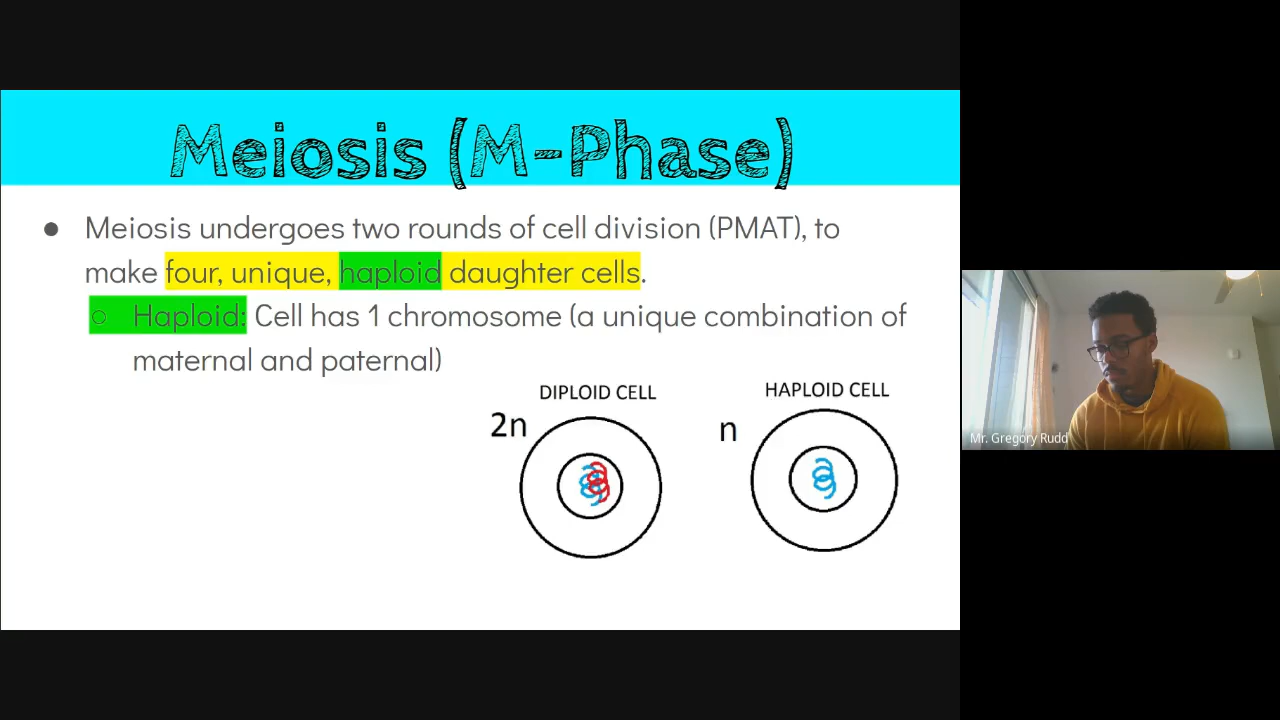 Meiosis (M-Phase)
● Meiosis undergoes two rounds of cell division (PMAT), to
make four, unique, haploid daughter cells.
○ Haploid: Cell has 1 chromosome (a unique combination of
maternal and paternal)
DIPLOID CELL
HAPLOID CELL
2n
n
Mr. Gregory Rudd